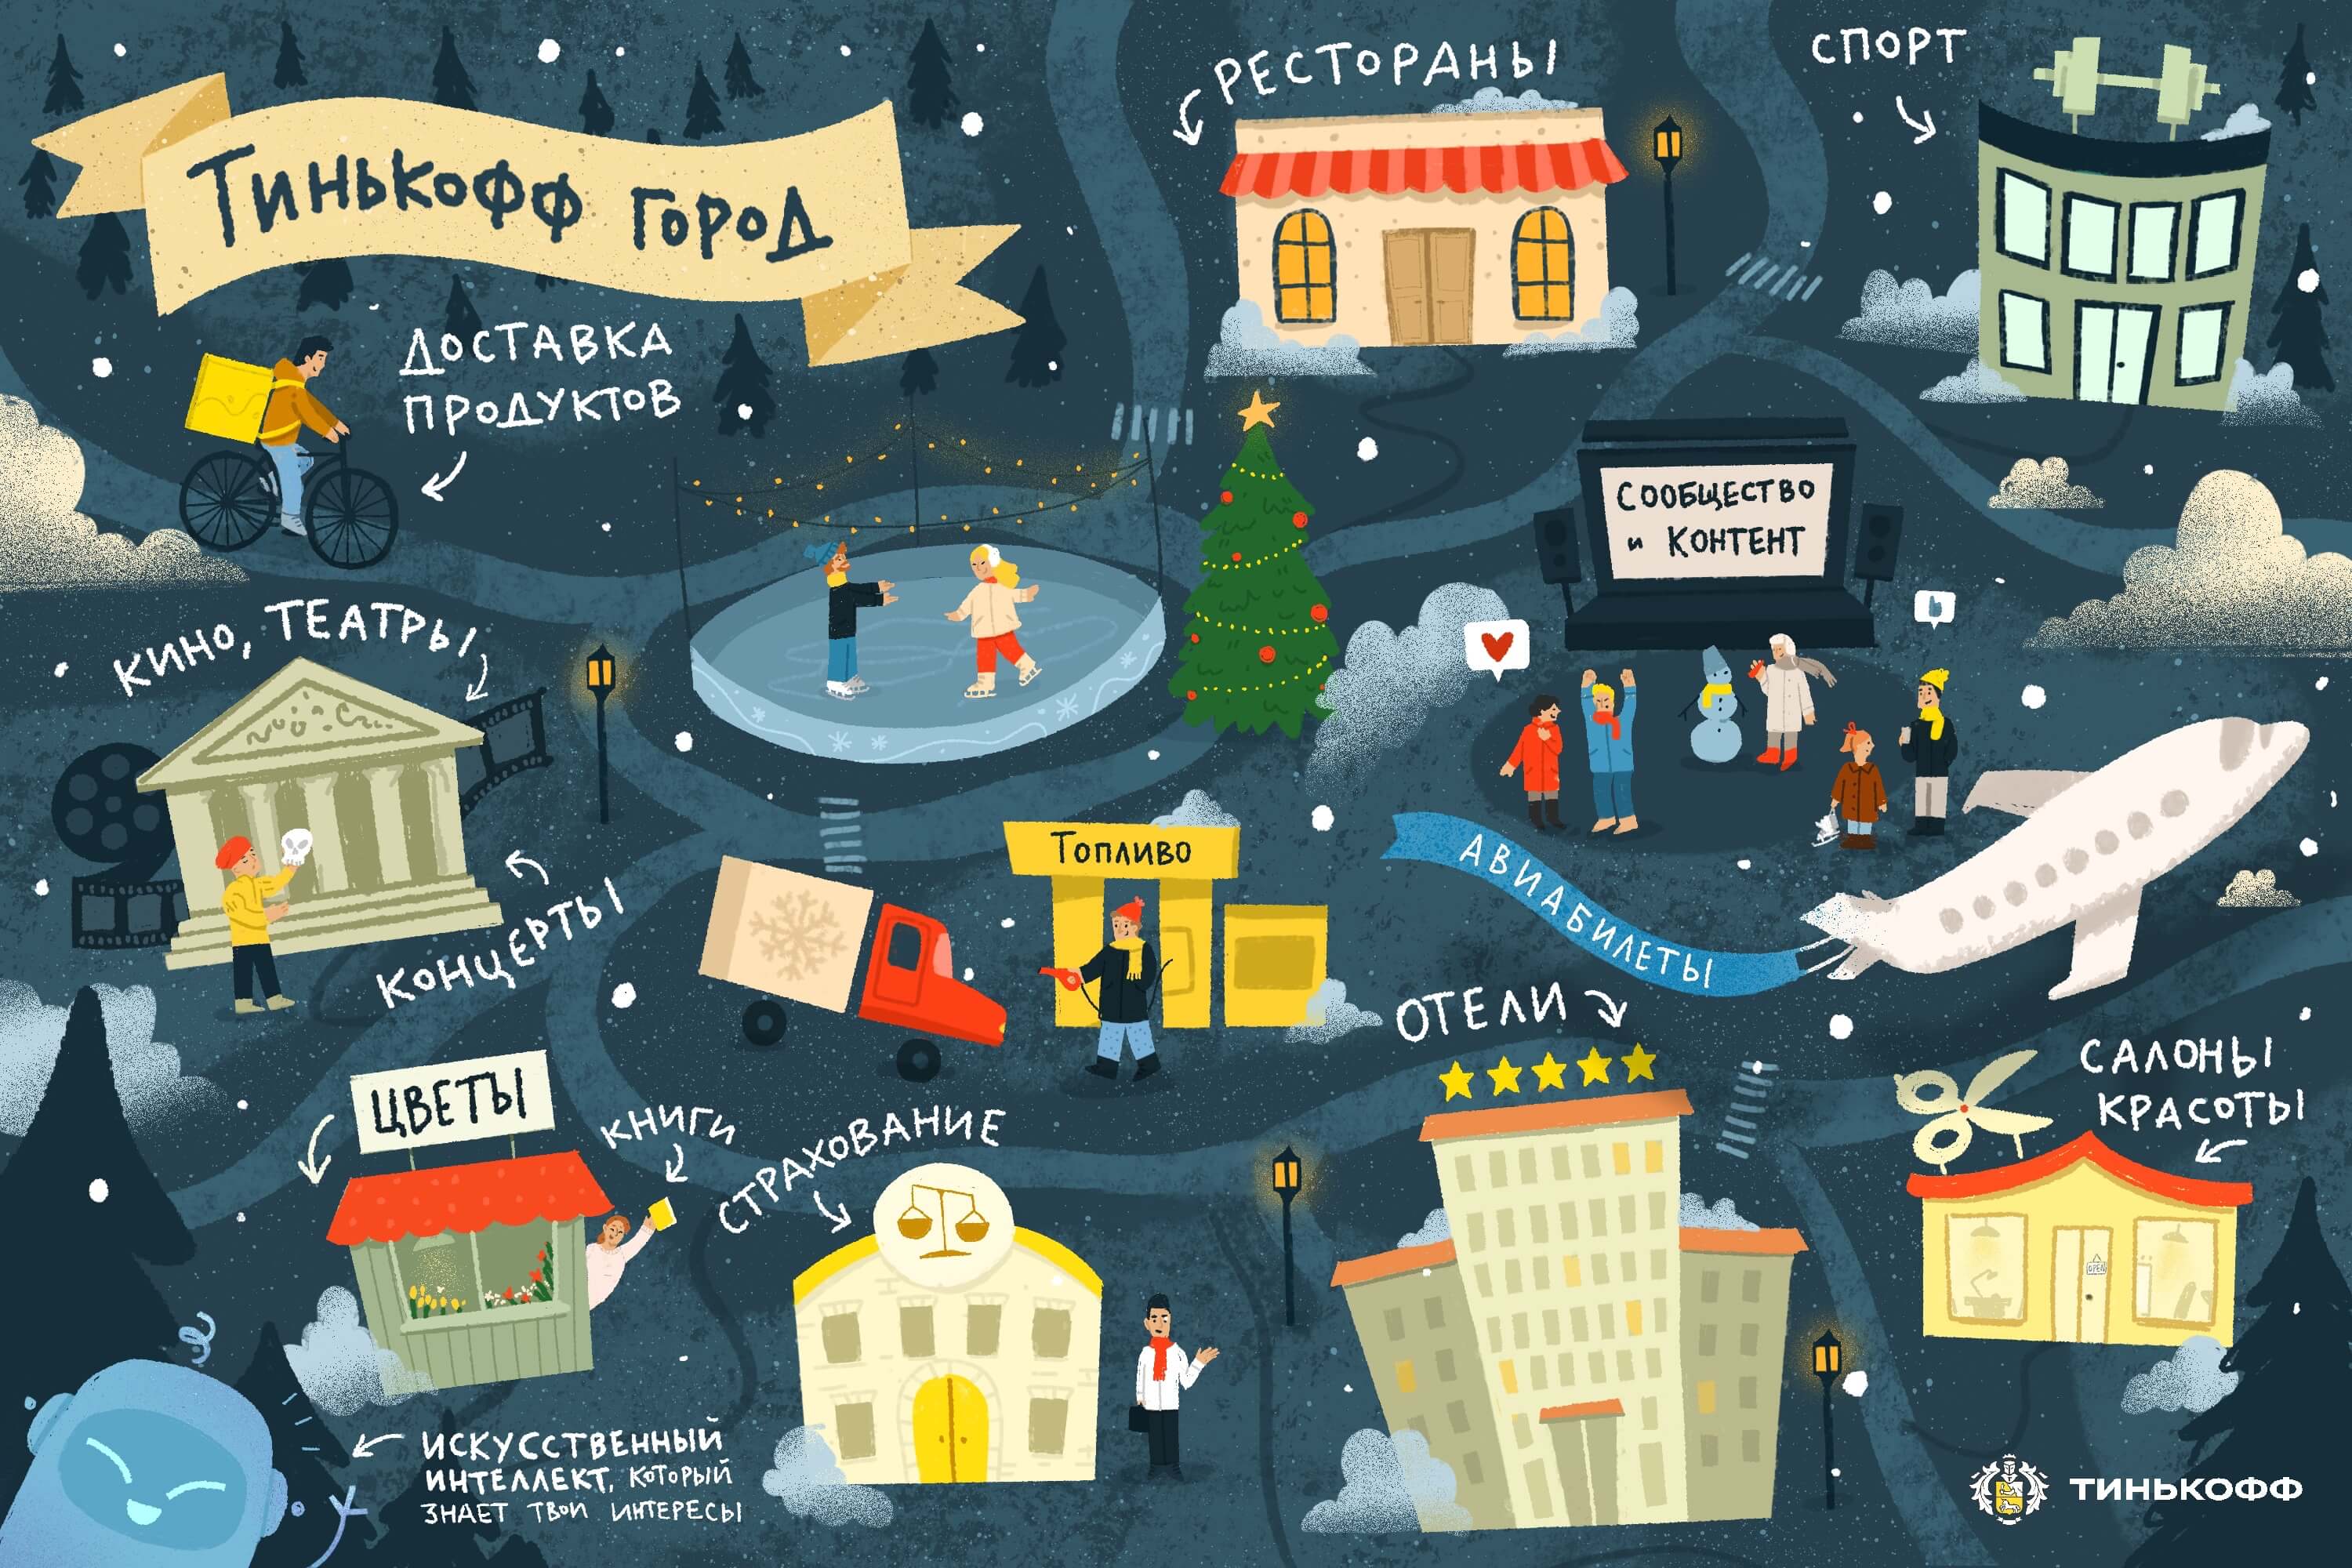 Тинькофф город
РЕСТОРАНЫ
СПОРТ
ДОСТАВКА
ПРОДУКТОВ
СООБЩЕСТВО
и КОНТЕНТ
КИНО, ТЕАТРЫ
КОНЦЕРТЫ
Топливо
АВИАБИЛЕТЫ
ОТЕЛИ
САЛОНЫ
КРАСОТЫ
OPEN
ЦВЕТЫ
КНИГИ
СТРАХОВАНИЕ
ИСКУССТВЕННЫЙ
ИНТЕЛЛЕКТ, КОТОРЫЙ
ЗНАЕТ ТВОИ ИНТЕРЕСЫ
ТИНЬКОФФ